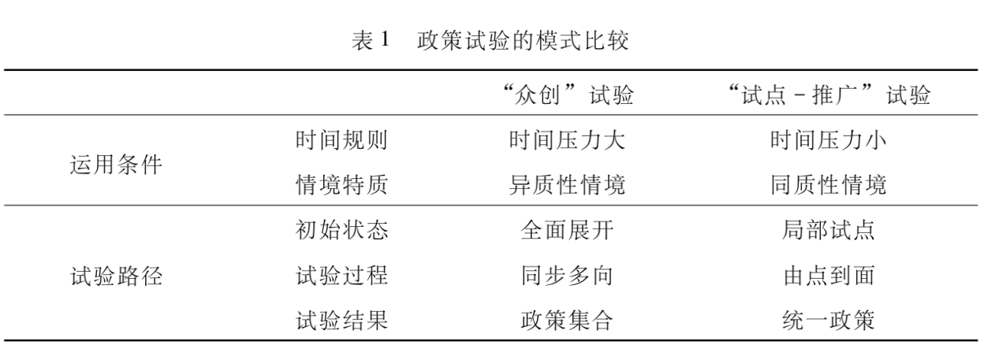 表1 政策试验的模式比较
“众创”试验 “试点-推广”试验
运用条件 时间规则 时间压力大 时间压力小
情境特质 异质性情境 同质性情境
试验路径 初始状态 全面展开 局部试点
试验过程 同步多向 由点到面
试验结果 政策集合 统一政策